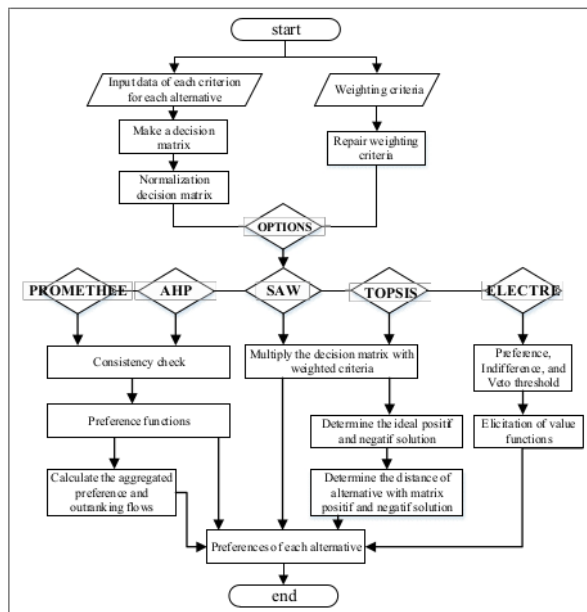 start
Input data of each criterion
for each alternative
Weighting criteria
Make a decision
matrix
Repair weighting
criteria
Normalization
decision matrix
OPTIONS
PROMETHEE
AHP
SAW
TOPSIS
ELECTRE
Consistency check
Multiply the decision matrix with
weighted criteria
Preference,
Indifference, and
Veto threshold
Preference functions
Determine the ideal positif
and negatif solution
Elicitation of value
functions
Calculate the aggregated
preference and
outranking flows
Determine the distance of
alternative with matrix
positif and negatif solution
Preferences of each alternative
end